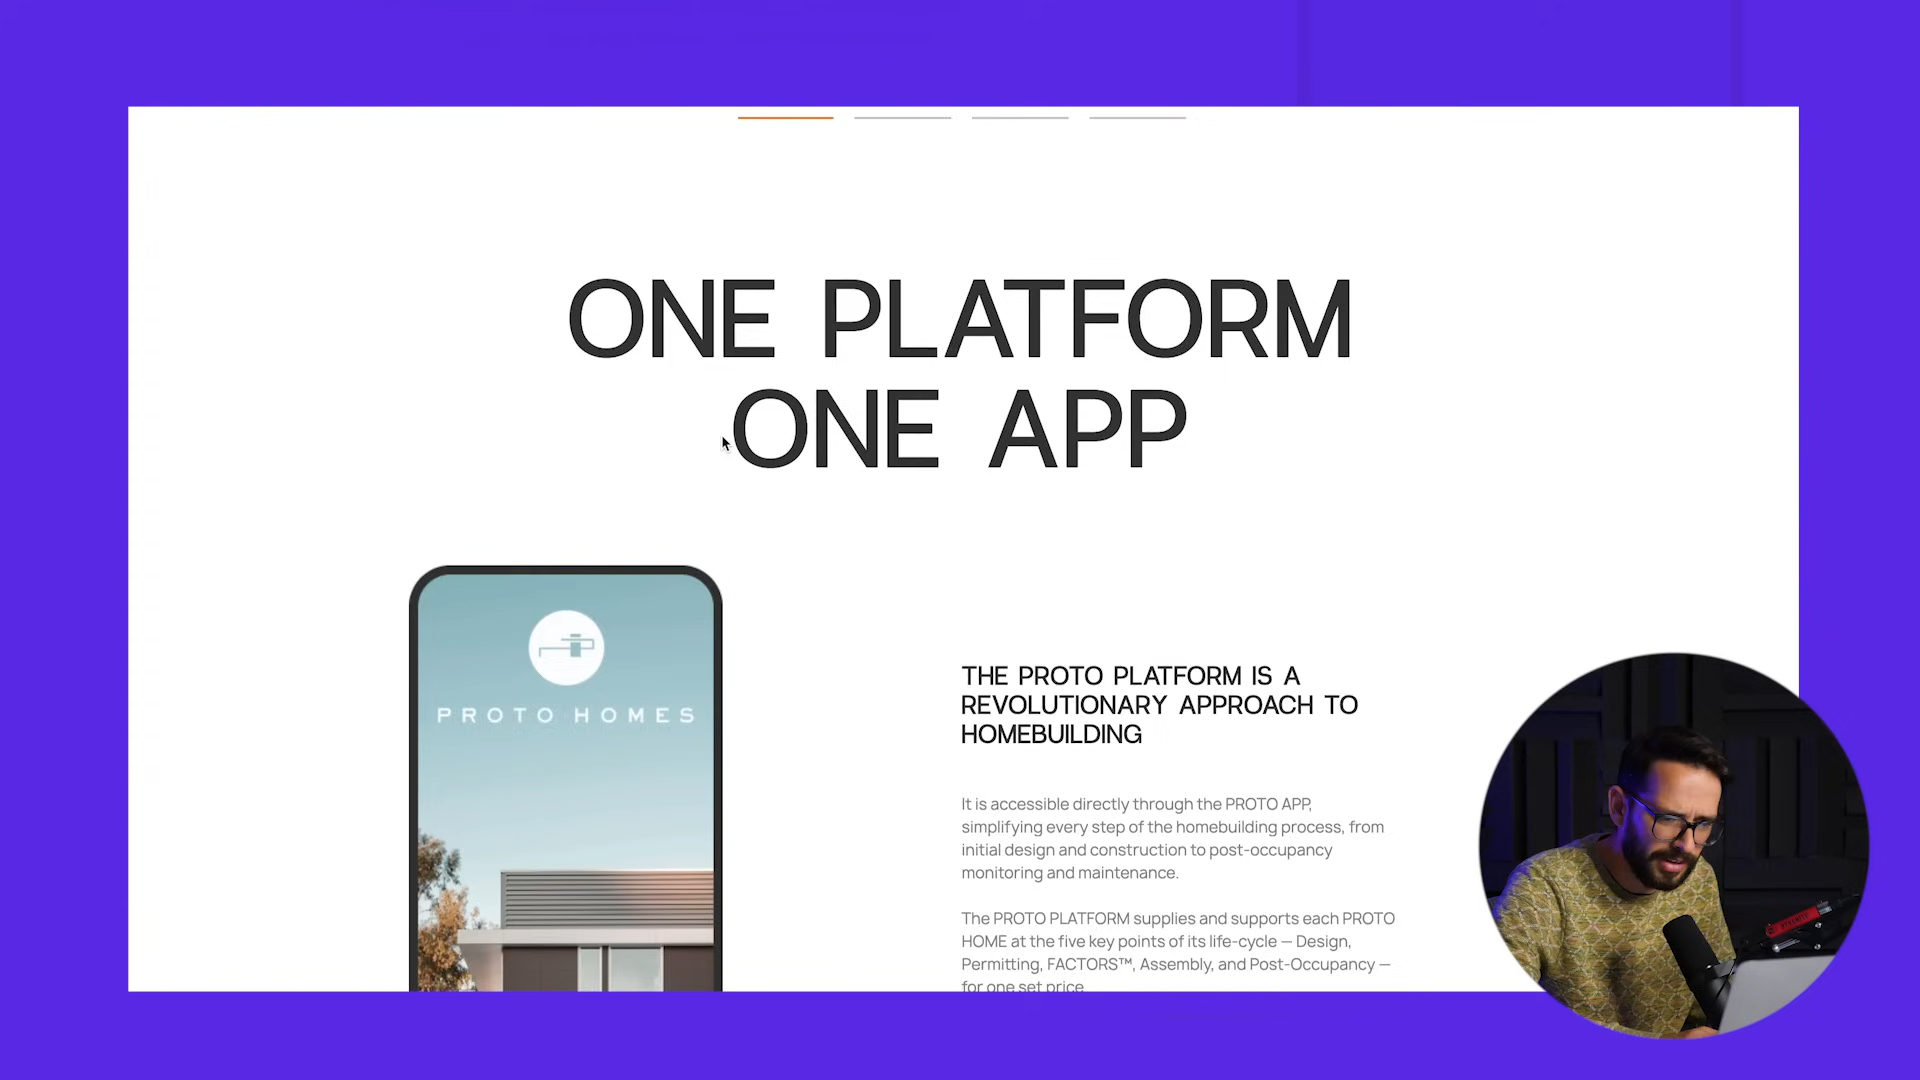 ONE PLATFORM
ONE APP
PROTO HOMES
THE PROTO PLATFORM IS A
REVOLUTIONARY APPROACH TO
HOMEBUILDING
It is accessible directly through the PROTO APP,
simplifying every step of the homebuilding process, from
initial design and construction to post-occupancy
monitoring and maintenance.
The PROTO PLATFORM supplies and supports each PROTO
HOME at the five key points of its life-cycle — Design,
Permitting, FACTORS™, Assembly, and Post-Occupancy —
for one set price